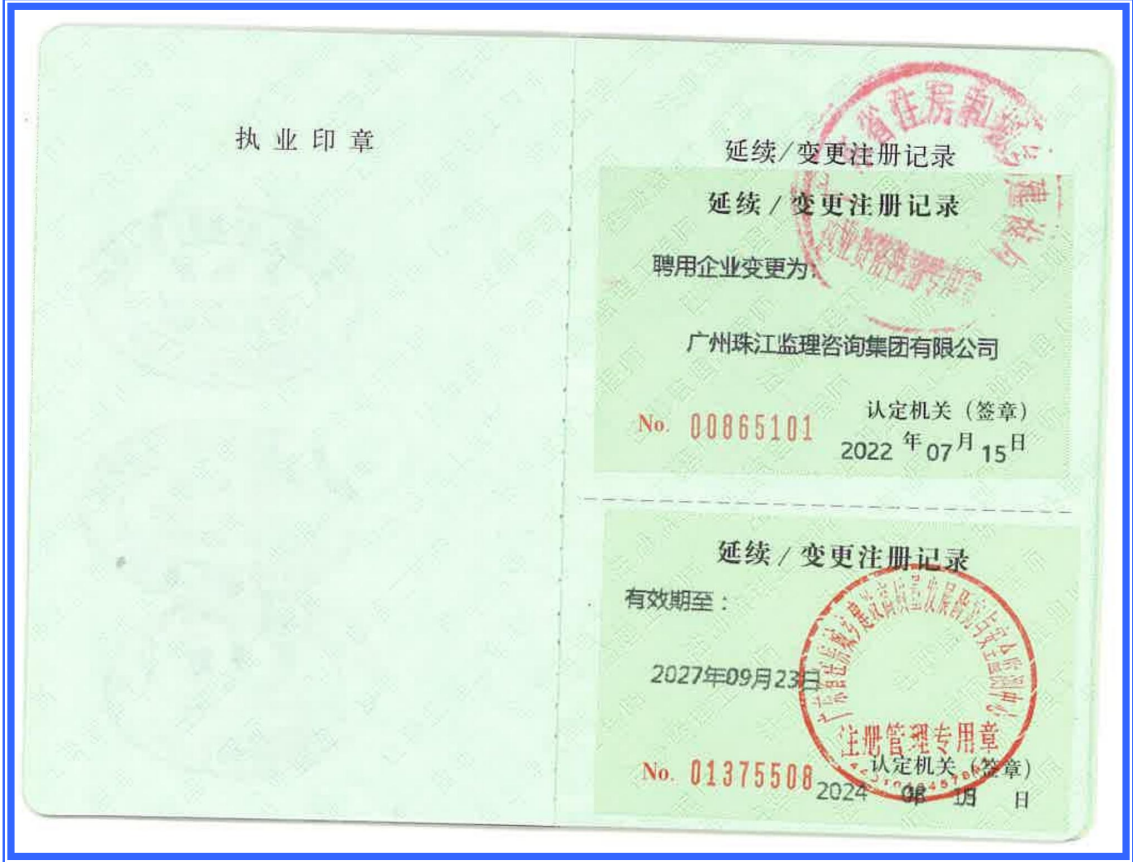 执业印章
延续/变更注册记录
延续/变更注册记录
聘用企业变更为:
广州珠江监理咨询集团有限公司
认定机关(签章)
No. 00865101
2022年07月15日
延续/变更注册记录
有效期至:
2027年09月23日
注册管理专用章
认定机关(签章)
No. 01375508
2024 日